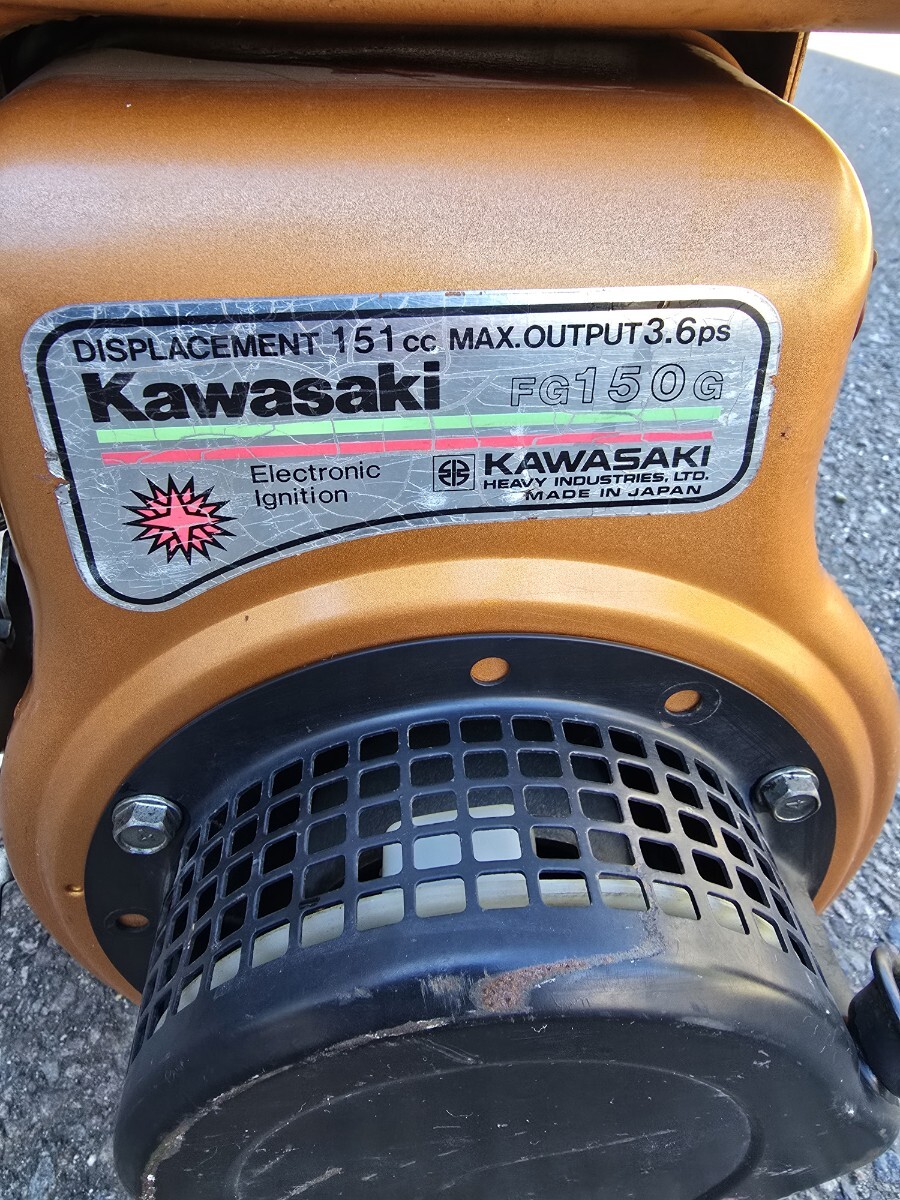 DISPLACEMENT 151cc MAX.OUTPUT 3.6ps
Kawasaki FG150G
Electronic
Ignition
KAWASAKI
HEAVY INDUSTRIES, LTD.
MADE IN JAPAN